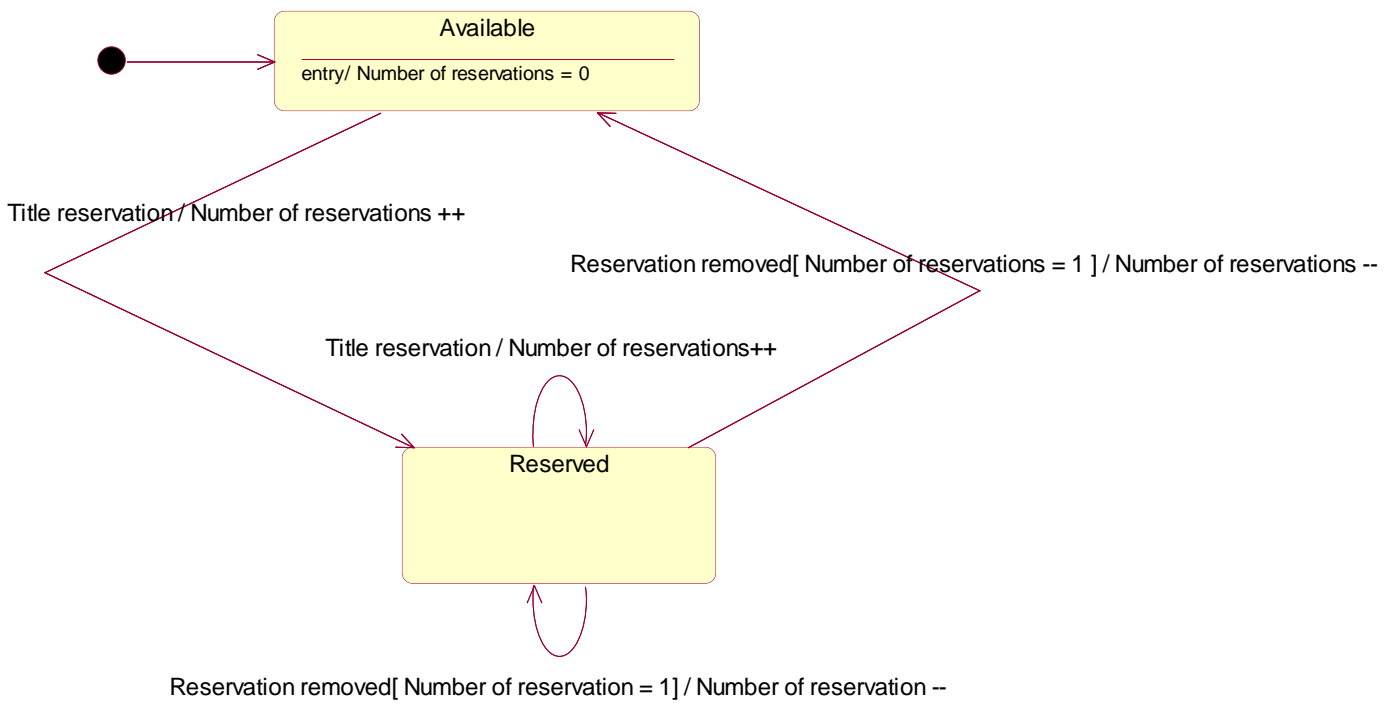 Available
entry/ Number of reservations = 0
Title reservation / Number of reservations ++
Reservation removed[ Number of reservations = 1 ] / Number of reservations --
Title reservation / Number of reservations++
Reserved
Reservation removed[ Number of reservation = 1] / Number of reservation --